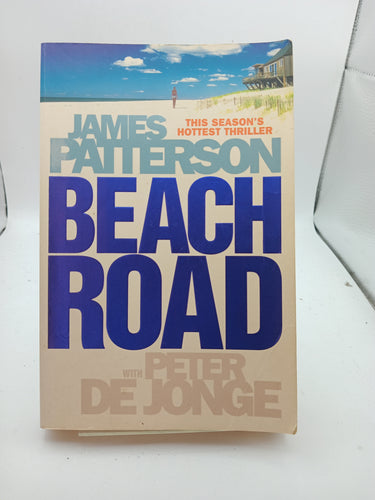 JAMES
PATTERSON
THIS SEASON'S
HOTTEST THRILLER
BEACH
ROAD
WITH PETER
DE JONGE